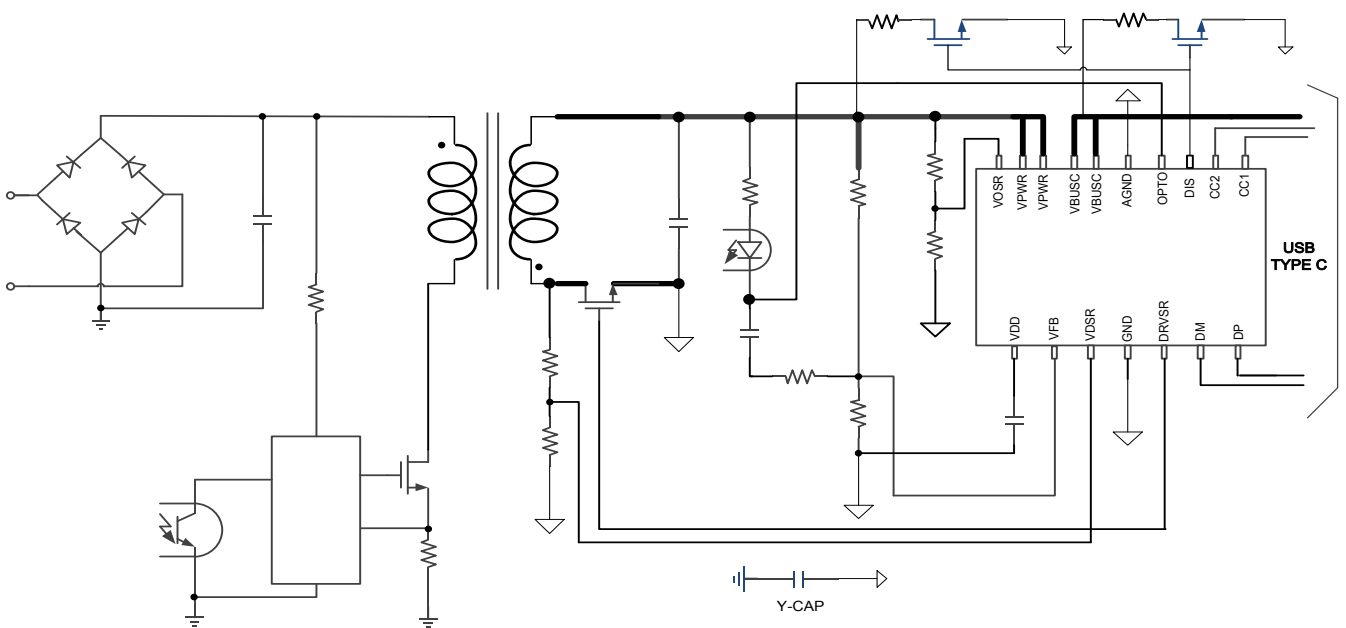 VOSR
VPWR
VPWR
VBUSC
VBUSC
AGND
OPTO
DIS
CC2
CC1
USB
TYPE C
VDD
VFB
VDSR
GND
DRVSR
DM
DP
Y-CAP